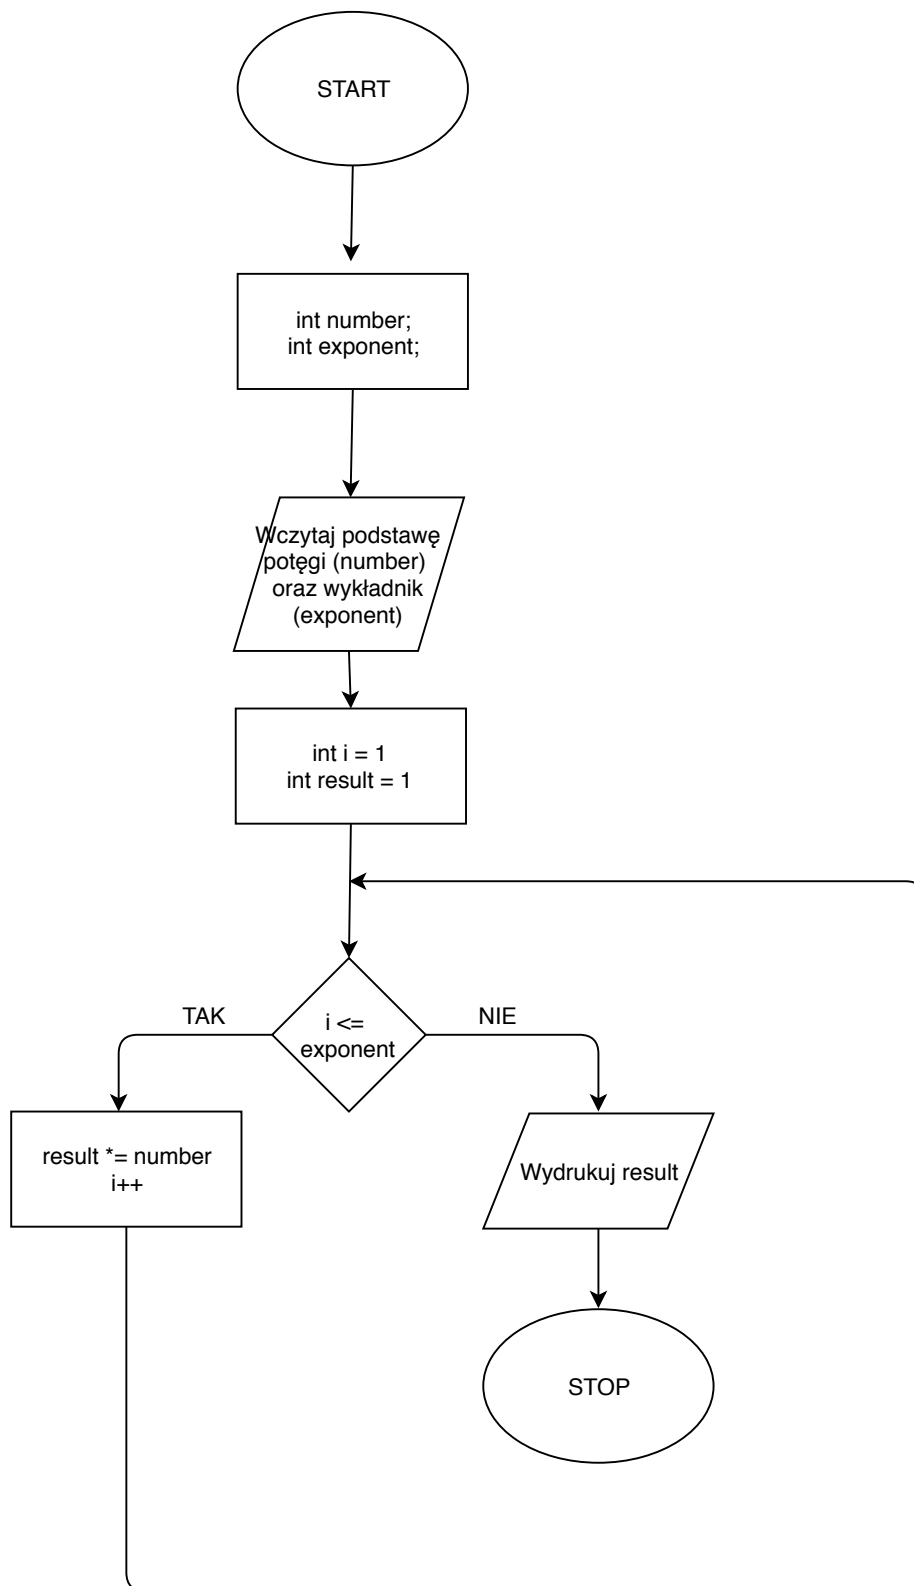 START
int number;
int exponent;
Wczytaj podstawę
potęgi (number)
oraz wykładnik
(exponent)
int i = 1
int result = 1
i <=
exponent
TAK
NIE
result *= number
i++
Wydrukuj result
STOP